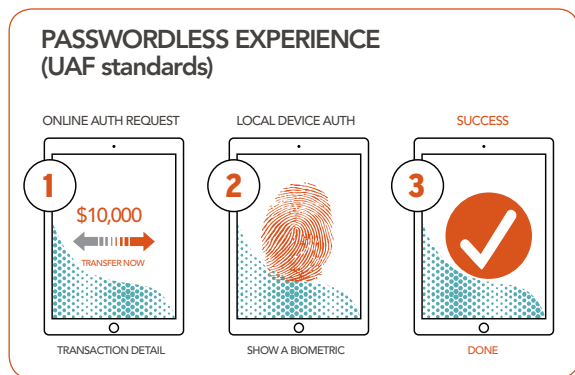 PASSWORDLESS EXPERIENCE
(UAF standards)
ONLINE AUTH REQUEST
LOCAL DEVICE AUTH
SUCCESS
1
2
3
$10,000
TRANSFER NOW
TRANSACTION DETAIL
SHOW A BIOMETRIC
DONE